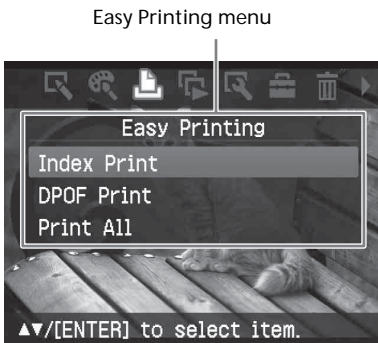 Easy Printing menu
Easy Printing
Index Print
DPOF Print
Print All
▲▼/[ENTER] to select item.